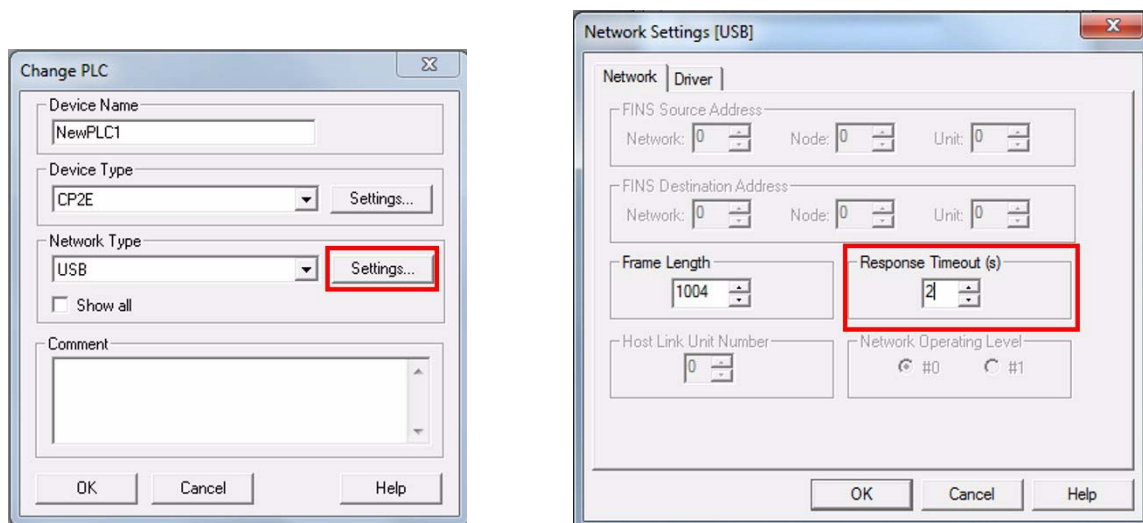 Change PLC
Device Name
NewPLC1
Device Type
CP2E
Settings...
Network Type
USB
Settings...
Show all
Comment
OK Cancel Help
Network Settings [USB]
Network Driver
FINS Source Address
Network: 0 Node: 0 Unit: 0
FINS Destination Address
Network: 0 Node: 0 Unit: 0
Frame Length Response Timeout (s)
1004 2
Host Link Unit Number Network Operating Level
0 #0 #1
OK Cancel Help